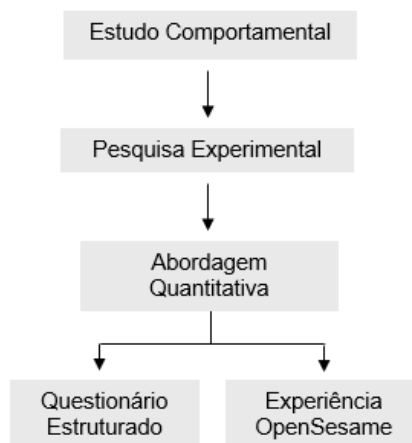 Estudo Comportamental
Pesquisa Experimental
Abordagem
Quantitativa
Questionário
Estruturado
Experiência
OpenSesame